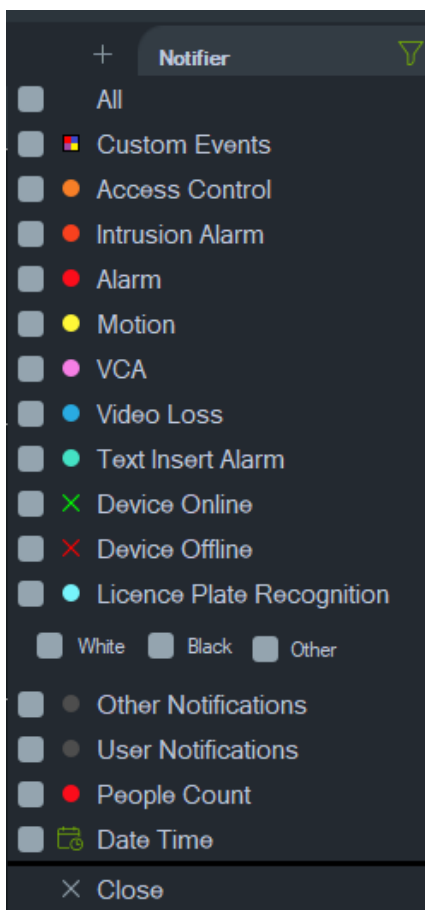 Notifier
All
Custom Events
Access Control
Intrusion Alarm
Alarm
Motion
VCA
Video Loss
Text Insert Alarm
Device Online
Device Offline
Licence Plate Recognition
White Black Other
Other Notifications
User Notifications
People Count
Date Time
Close